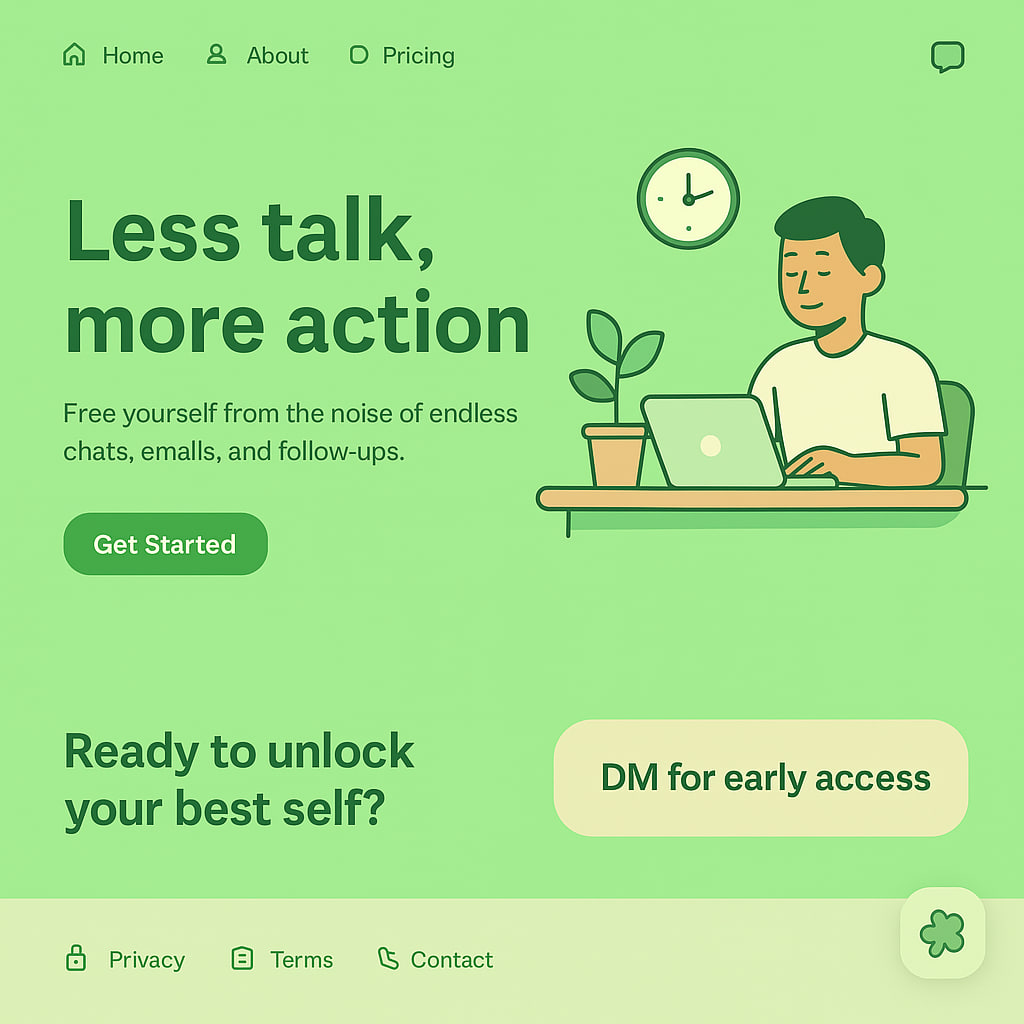 Home About Pricing
Less talk,
more action
Free yourself from the noise of endless
chats, emalls, and follow-ups.
Get Started
Ready to unlock
your best self?
DM for early access
Privacy Terms Contact